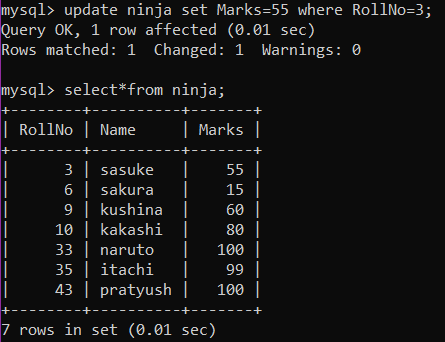 mysql> update ninja set Marks=55 where RollNo=3;
Query OK, 1 row affected (0.01 sec)
Rows matched: 1  Changed: 1  Warnings: 0

mysql> select*from ninja;
+--------+----------+-------+
| RollNo | Name     | Marks |
+--------+----------+-------+
|      3 | sasuke   |    55 |
|      6 | sakura   |    15 |
|      9 | kushina  |    60 |
|     10 | kakashi  |    80 |
|     33 | naruto   |   100 |
|     35 | itachi   |    99 |
|     43 | pratyush |   100 |
+--------+----------+-------+
7 rows in set (0.01 sec)